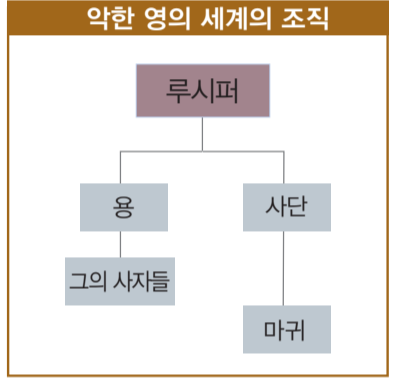 악한 영의 세계의 조직
루시퍼
용
사단
그의 사자들
마귀